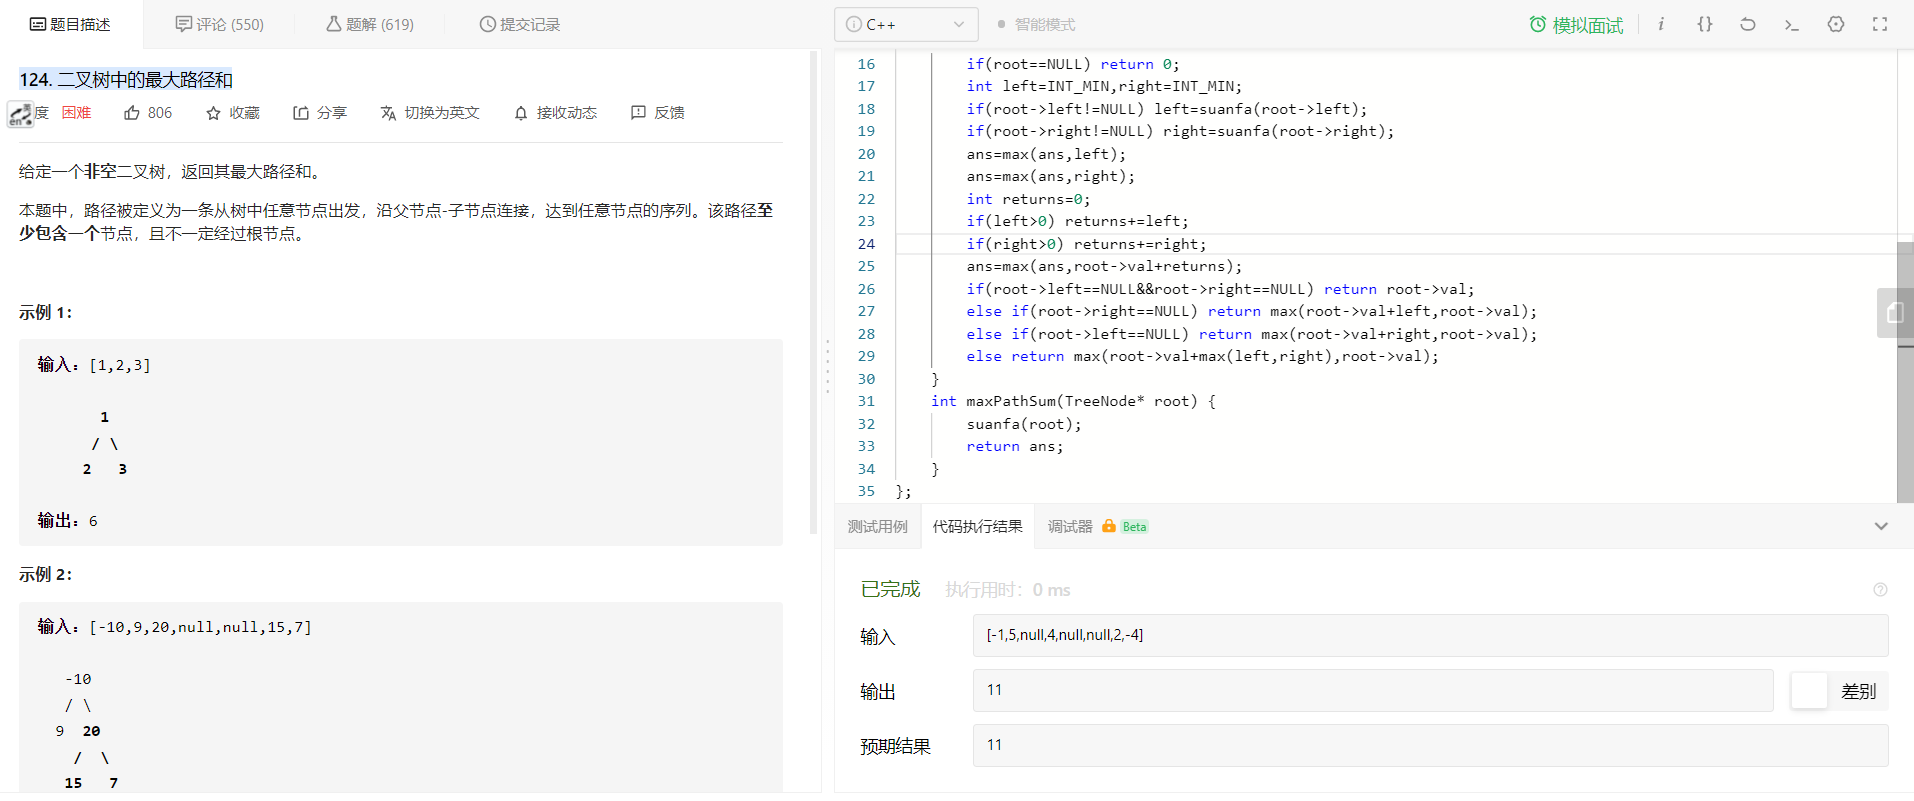 题目描述
评论 (550)
题解 (619)
提交记录
124. 二叉树中的最大路径和
度 困难 806 收藏 分享 切换为英文 接收动态 反馈
给定一个非空二叉树，返回其最大路径和。
本题中，路径被定义为一条从树中任意节点出发，沿父节点-子节点连接，达到任意节点的序列。该路径至
少包含一个节点，且不一定经过根节点。
示例 1：
输入：[1,2,3]
1
/ \
2 3
输出：6
示例 2：
输入：[-10,9,20,null,null,15,7]
-10
/ \
9 20
/ \
15 7
C++
智能模式
模拟面试
16 if(root==NULL) return 0;
17 int left=INT_MIN,right=INT_MIN;
18 if(root->left!=NULL) left=suanfa(root->left);
19 if(root->right!=NULL) right=suanfa(root->right);
20 ans=max(ans,left);
21 ans=max(ans,right);
22 int returns=0;
23 if(left>0) returns+=left;
24 if(right>0) returns+=right;
25 ans=max(ans,root->val+returns);
26 if(root->left==NULL&&root->right==NULL) return root->val;
27 else if(root->right==NULL) return max(root->val+left,root->val);
28 else if(root->left==NULL) return max(root->val+right,root->val);
29 else return max(root->val+max(left,right),root->val);
30 }
31 int maxPathSum(TreeNode* root) {
32 suanfa(root);
33 return ans;
34 }
35 };
测试用例
代码执行结果
调试器 Beta
已完成 执行用时：0 ms
输入 [-1,5,null,4,null,null,2,-4]
输出 11 差别
预期结果 11